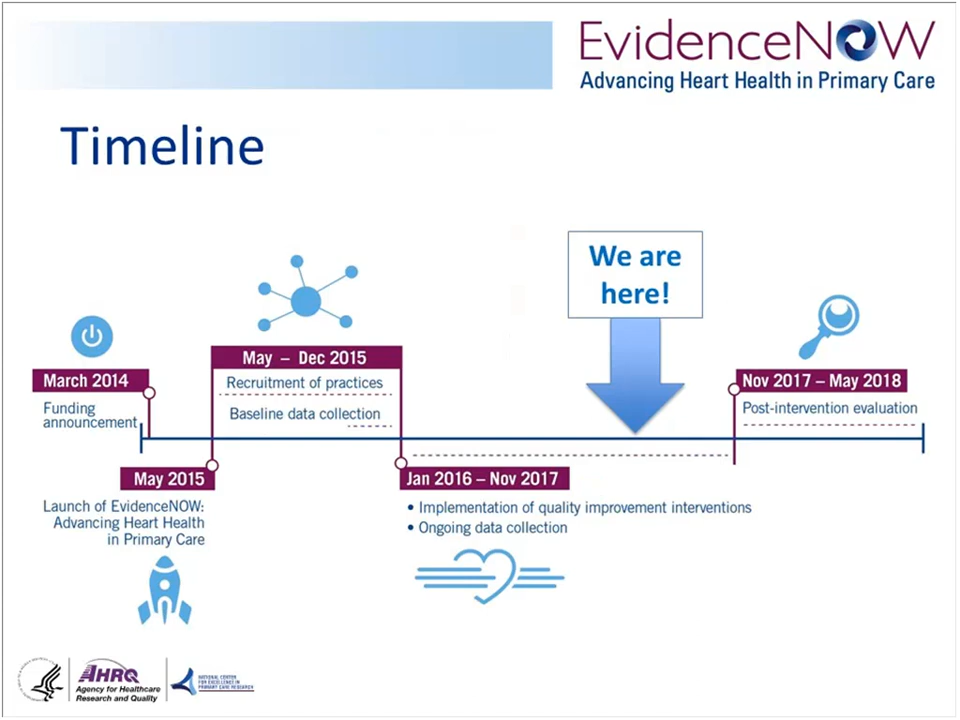 EvidenceNOW
Advancing Heart Health in Primary Care
Timeline
We are
here!
March 2014
Funding
announcement
May – Dec 2015
Recruitment of practices
Baseline data collection
Nov 2017 – May 2018
Post-intervention evaluation
May 2015
Launch of EvidenceNOW:
Advancing Heart Health
in Primary Care
Jan 2016 – Nov 2017
• Implementation of quality improvement interventions
• Ongoing data collection
AHRQ
Agency for Healthcare
Research and Quality
NATIONAL CENTER
FOR EXCELLENCE IN
PRIMARY CARE RESEARCH